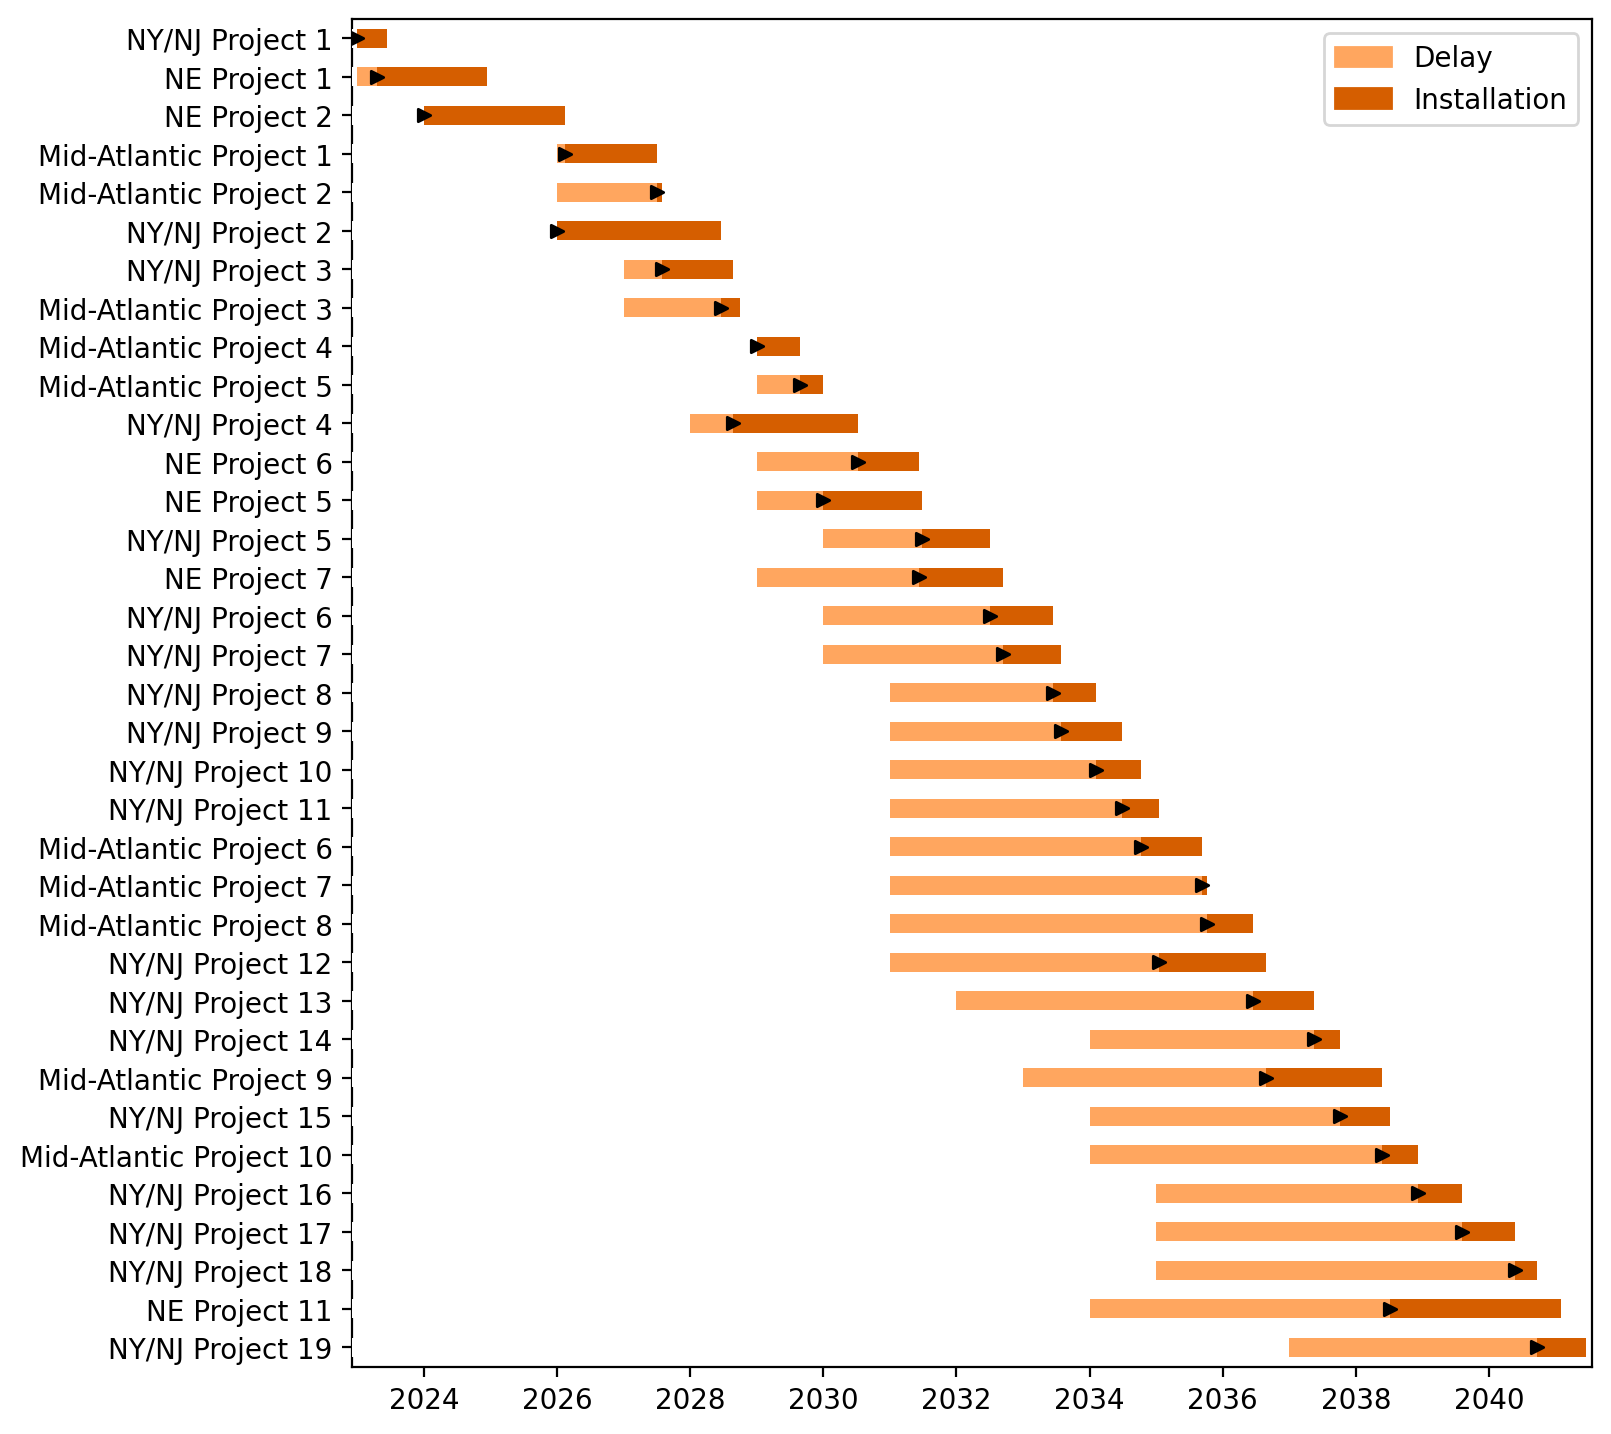 NY/NJ Project 1
NE Project 1
NE Project 2
Mid-Atlantic Project 1
Mid-Atlantic Project 2
NY/NJ Project 2
NY/NJ Project 3
Mid-Atlantic Project 3
Mid-Atlantic Project 4
Mid-Atlantic Project 5
NY/NJ Project 4
NE Project 6
NE Project 5
NY/NJ Project 5
NE Project 7
NY/NJ Project 6
NY/NJ Project 7
NY/NJ Project 8
NY/NJ Project 9
NY/NJ Project 10
NY/NJ Project 11
Mid-Atlantic Project 6
Mid-Atlantic Project 7
Mid-Atlantic Project 8
NY/NJ Project 12
NY/NJ Project 13
NY/NJ Project 14
Mid-Atlantic Project 9
NY/NJ Project 15
Mid-Atlantic Project 10
NY/NJ Project 16
NY/NJ Project 17
NY/NJ Project 18
NE Project 11
NY/NJ Project 19
Delay
Installation
2024 2026 2028 2030 2032 2034 2036 2038 2040